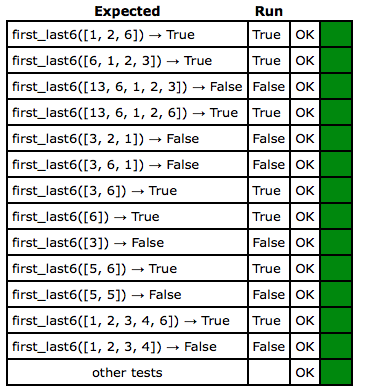 Expected Run
first_last6([1, 2, 6]) → True True OK
first_last6([6, 1, 2, 3]) → True True OK
first_last6([13, 6, 1, 2, 3]) → False False OK
first_last6([13, 6, 1, 2, 6]) → True True OK
first_last6([3, 2, 1]) → False False OK
first_last6([3, 6, 1]) → False False OK
first_last6([3, 6]) → True True OK
first_last6([6]) → True True OK
first_last6([3]) → False False OK
first_last6([5, 6]) → True True OK
first_last6([5, 5]) → False False OK
first_last6([1, 2, 3, 4, 6]) → True True OK
first_last6([1, 2, 3, 4]) → False False OK
other tests OK